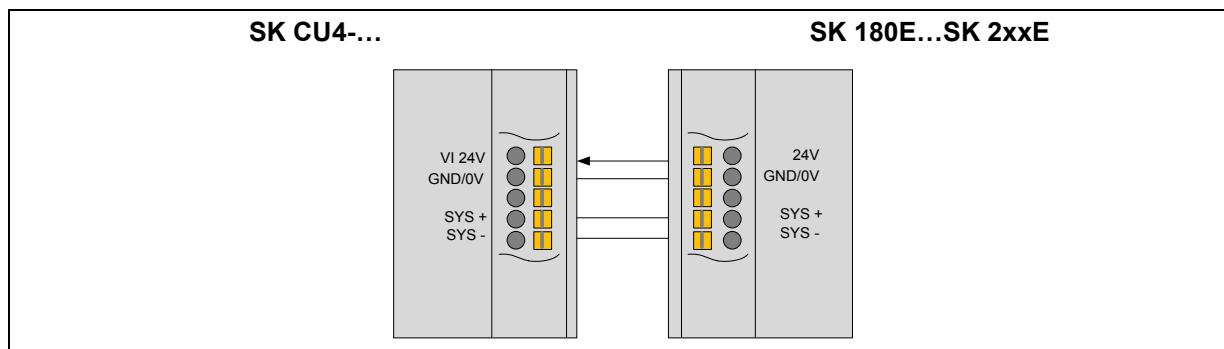 SK CU4-… SK 180E…SK 2xxE
VI 24V 24V
GND/0V GND/0V
SYS + SYS +
SYS - SYS -